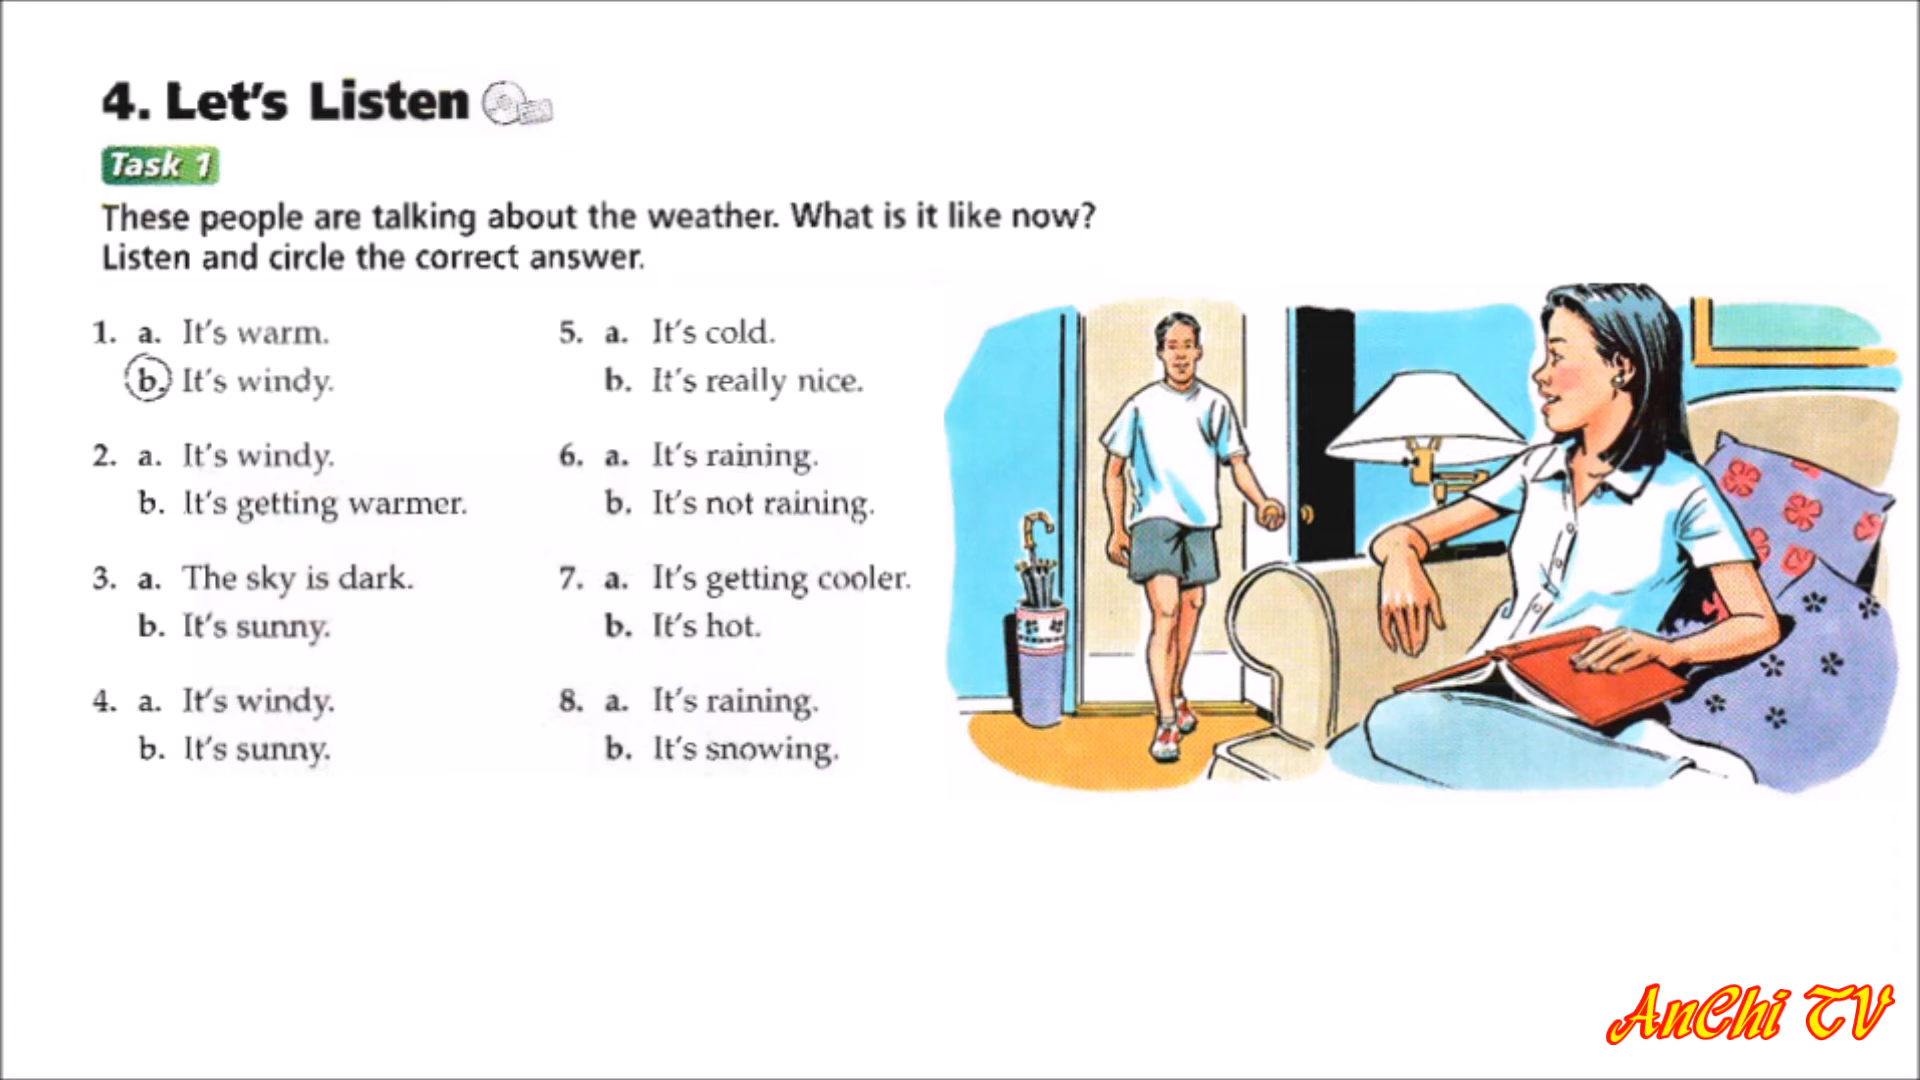 4. Let's Listen
Task 1
These people are talking about the weather. What is it like now?
Listen and circle the correct answer.
1. a. It's warm.
b. It's windy.
2. a. It's windy.
b. It's getting warmer.
3. a. The sky is dark.
b. It's sunny.
4. a. It's windy.
b. It's sunny.
5. a. It's cold.
b. It's really nice.
6. a. It's raining.
b. It's not raining.
7. a. It's getting cooler.
b. It's hot.
8. a. It's raining.
b. It's snowing.
AnChi TV